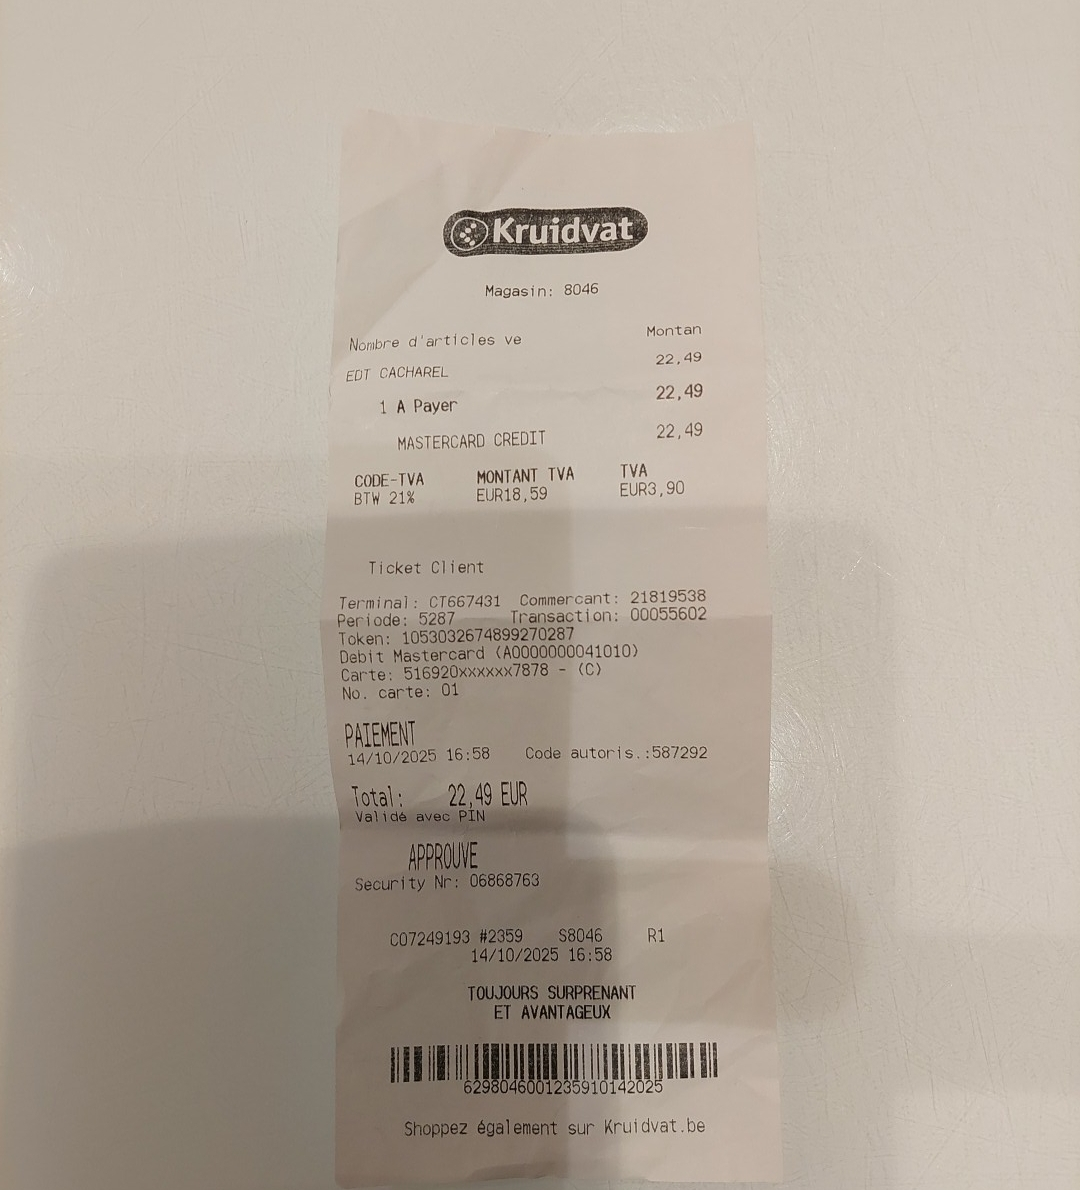 Kruidvat
Magasin: 8046
Nombre d'articles ve Montan
EDT CACHAREL 22,49
1 A Payer 22,49
MASTERCARD CREDIT 22,49
CODE-TVA MONTANT TVA TVA
BTW 21% EUR18,59 EUR3,90
Ticket Client
Terminal: CT667431 Commercant: 21819538
Periode: 5287 Transaction: 00055602
Token: 1053032674899270287
Debit Mastercard (A0000000041010)
Carte: 516920xxxxxx7878 - (C)
No. carte: 01
PAIEMENT
14/10/2025 16:58 Code autoris.:587292
Total: 22,49 EUR
Validé avec PIN
APPROUVE
Security Nr: 06868763
C07249193 #2359 S8046 R1
14/10/2025 16:58
TOUJOURS SURPRENANT
ET AVANTAGEUX
6298046001235910142025
Shoppez également sur Kruidvat.be